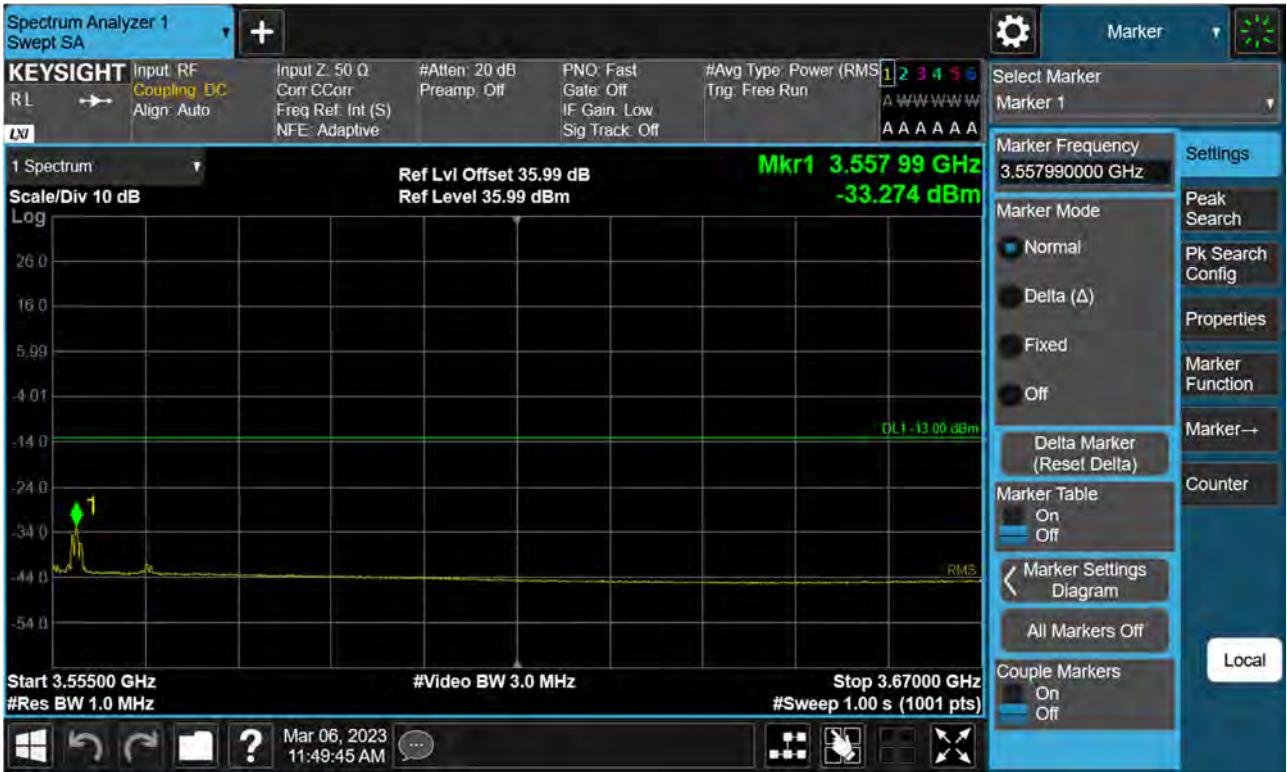 Spectrum Analyzer 1
Swept SA
Marker
KEYSIGHT
Input: RF
Input Z: 50 Ω
#Atten: 20 dB
PNO: Fast
#Avg Type: Power (RMS
1 2 3 4 5 6
R L
Coupling: DC
Corr CCorr
Preamp: Off
Gate: Off
Trig: Free Run
Align: Auto
Freq Ref: Int (S)
IF Gain: Low
A W W W W W
LXI
NFE: Adaptive
Sig Track: Off
A A A A A A
Select Marker
Marker 1
1 Spectrum
Ref Lvl Offset 35.99 dB
Mkr1 3.557 99 GHz
Scale/Div 10 dB
Ref Level 35.99 dBm
-33.274 dBm
Log
26.0
16.0
5.99
-4.01
-14.0
-24.0
-34.0
-44.0
-54.0
DL1 -13.00 dBm
1
RMS
Start 3.55500 GHz
#Video BW 3.0 MHz
Stop 3.67000 GHz
#Res BW 1.0 MHz
#Sweep 1.00 s (1001 pts)
Marker Frequency
3.557990000 GHz
Marker Mode
Normal
Delta (Δ)
Fixed
Off
Delta Marker
(Reset Delta)
Marker Table
On
Off
Marker Settings
Diagram
All Markers Off
Couple Markers
On
Off
Settings
Peak
Search
Pk Search
Config
Properties
Marker
Function
Marker→
Counter
Local
?
Mar 06, 2023
11:49:45 AM